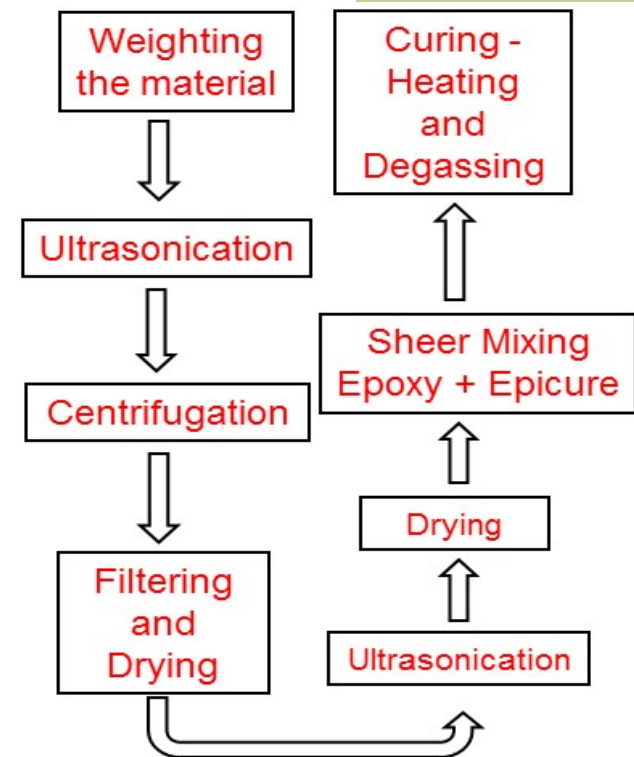 Weighting
the material
Ultrasonication
Centrifugation
Filtering
and
Drying
Ultrasonication
Drying
Sheer Mixing
Epoxy + Epicure
Curing -
Heating
and
Degassing